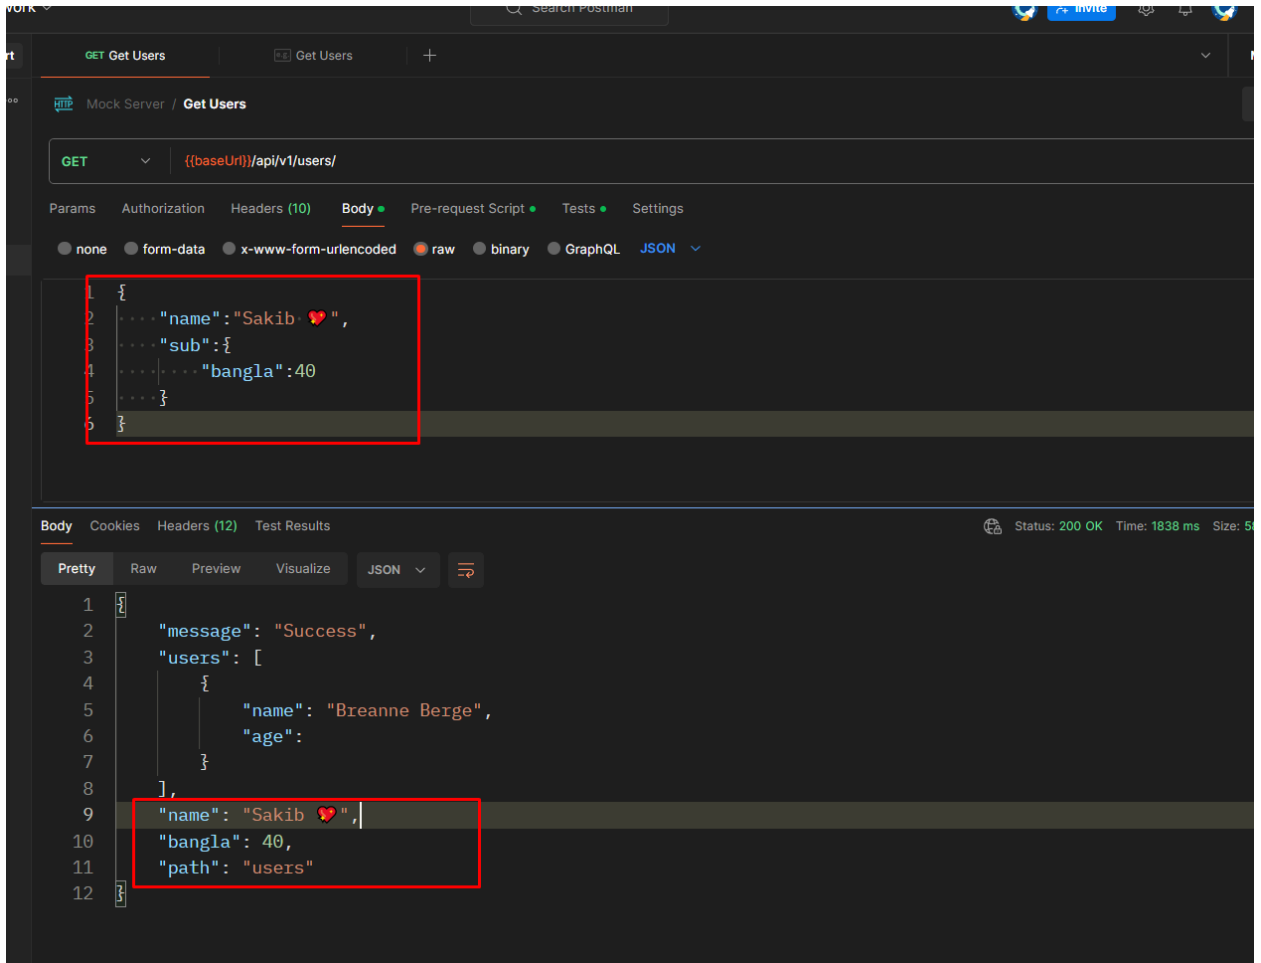 Search Postman
Invite
GET Get Users
e.g. Get Users
HTTP Mock Server / Get Users
GET {{baseUrl}}/api/v1/users/
Params Authorization Headers (10) Body Pre-request Script Tests Settings
none form-data x-www-form-urlencoded raw binary GraphQL JSON
1 {
2 "name":"Sakib 💖",
3 "sub":{
4 "bangla":40
5 }
6 }
Body Cookies Headers (12) Test Results Status: 200 OK Time: 1838 ms Size:
Pretty Raw Preview Visualize JSON
1 {
2 "message": "Success",
3 "users": [
4 {
5 "name": "Breanne Berge",
6 "age":
7 }
8 ],
9 "name": "Sakib 💖",
10 "bangla": 40,
11 "path": "users"
12 }